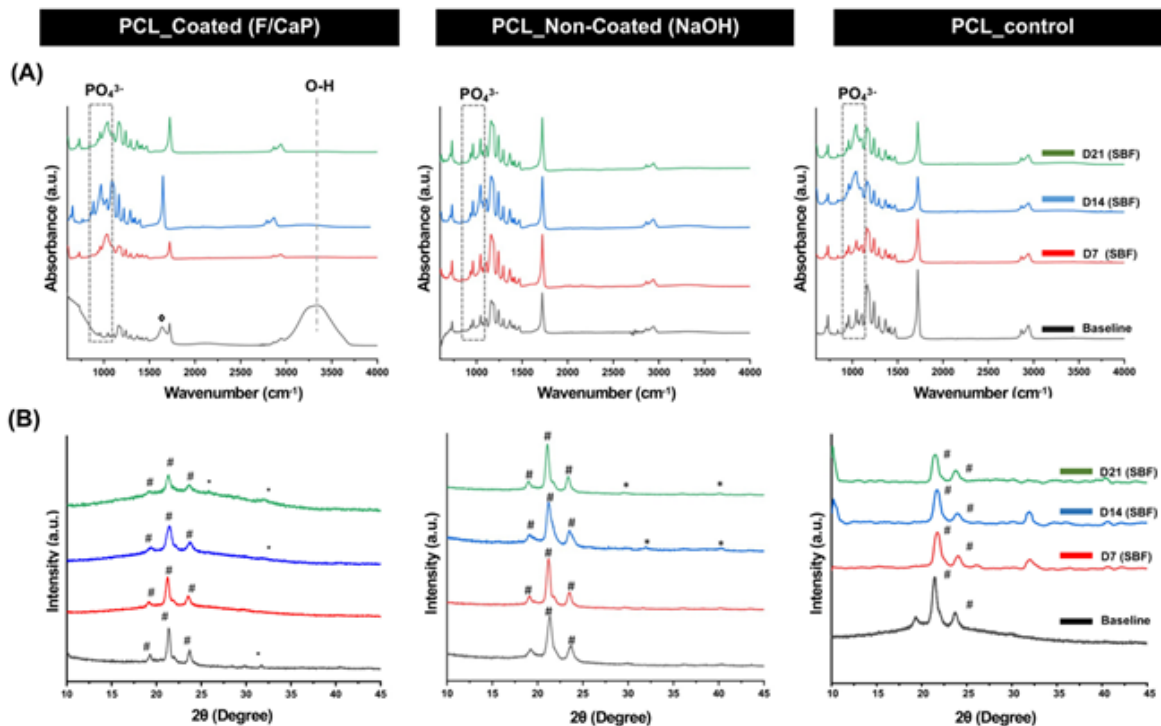 PCL_Coated (F/CaP) PCL_Non-Coated (NaOH) PCL_control
(A)
PO₄³⁻ O-H PO₄³⁻ PO₄³⁻
Absorbance (a.u.) Absorbance (a.u.) Absorbance (a.u.)
D21 (SBF)
D14 (SBF)
D7 (SBF)
Φ
Baseline
1000 1500 2000 2500 3000 3500 4000 1000 1500 2000 2500 3000 3500 4000 1000 1500 2000 2500 3000 3500 4000
Wavenumber (cm⁻¹) Wavenumber (cm⁻¹) Wavenumber (cm⁻¹)
(B)
Intensity (a.u.) Intensity (a.u.) Intensity (a.u.)
# # # * * # # # * * # # D21 (SBF)
# # # * # # # * * # # D14 (SBF)
# # # # # # # # D7 (SBF)
# # # * # # # # Baseline
10 15 20 25 30 35 40 45 10 15 20 25 30 35 40 45 10 15 20 25 30 35 40 45
2θ (Degree) 2θ (Degree) 2θ (Degree)